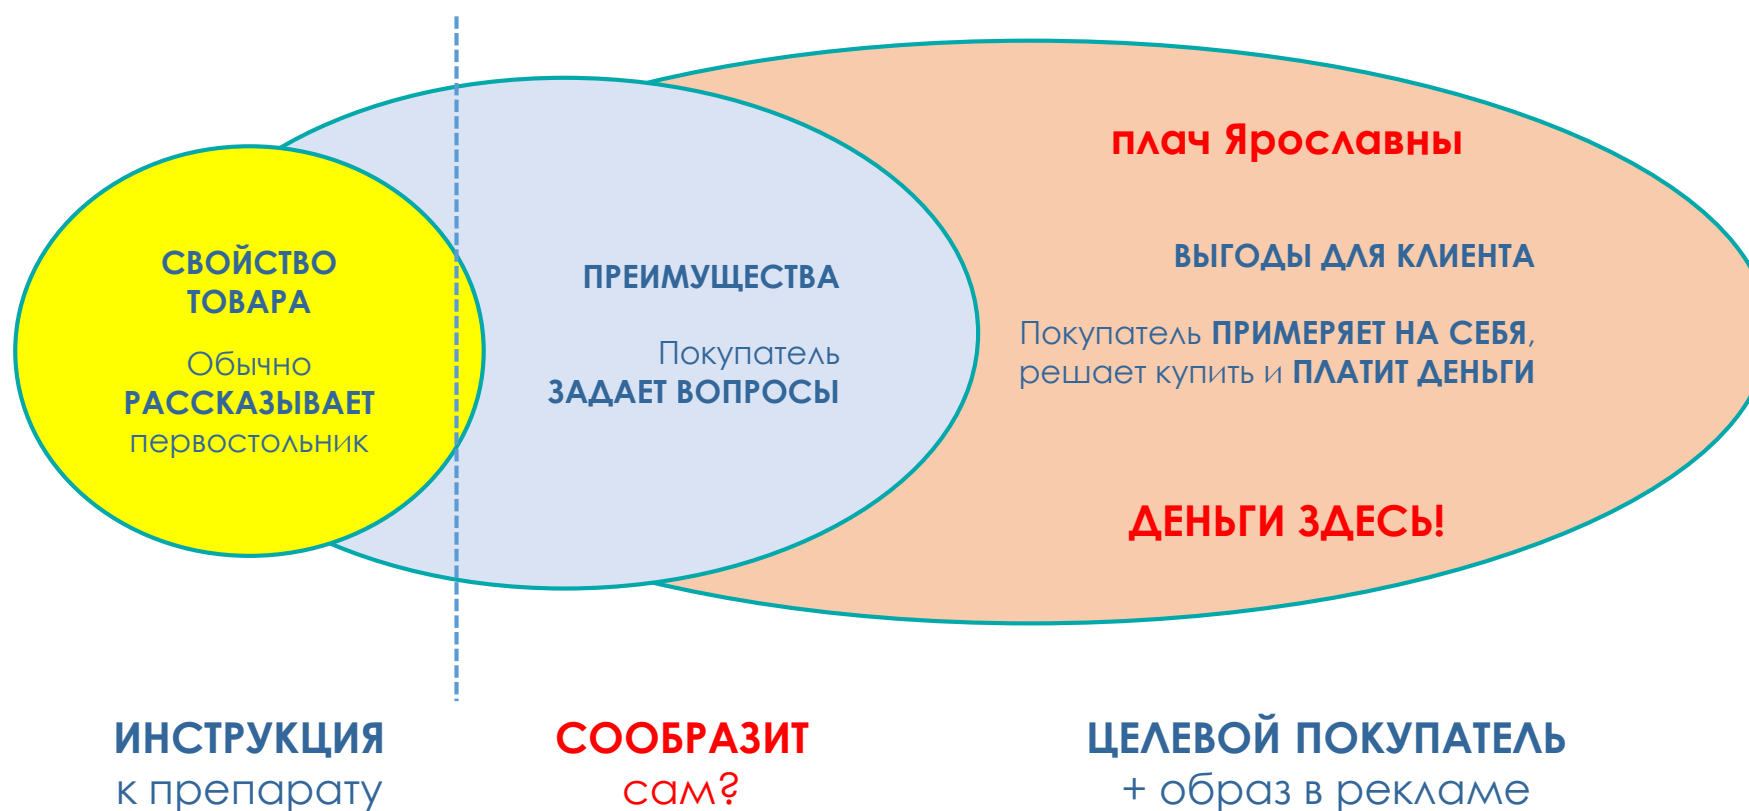 СВОЙСТВО
ТОВАРА
Обычно
РАССКАЗЫВАЕТ
первостольник
ПРЕИМУЩЕСТВА
Покупатель
ЗАДАЕТ ВОПРОСЫ
плач Ярославны
ВЫГОДЫ ДЛЯ КЛИЕНТА
Покупатель ПРИМЕРЯЕТ НА СЕБЯ,
решает купить и ПЛАТИТ ДЕНЬГИ
ДЕНЬГИ ЗДЕСЬ!
ИНСТРУКЦИЯ
к препарату
СООБРАЗИТ
сам?
ЦЕЛЕВОЙ ПОКУПАТЕЛЬ
+ образ в рекламе